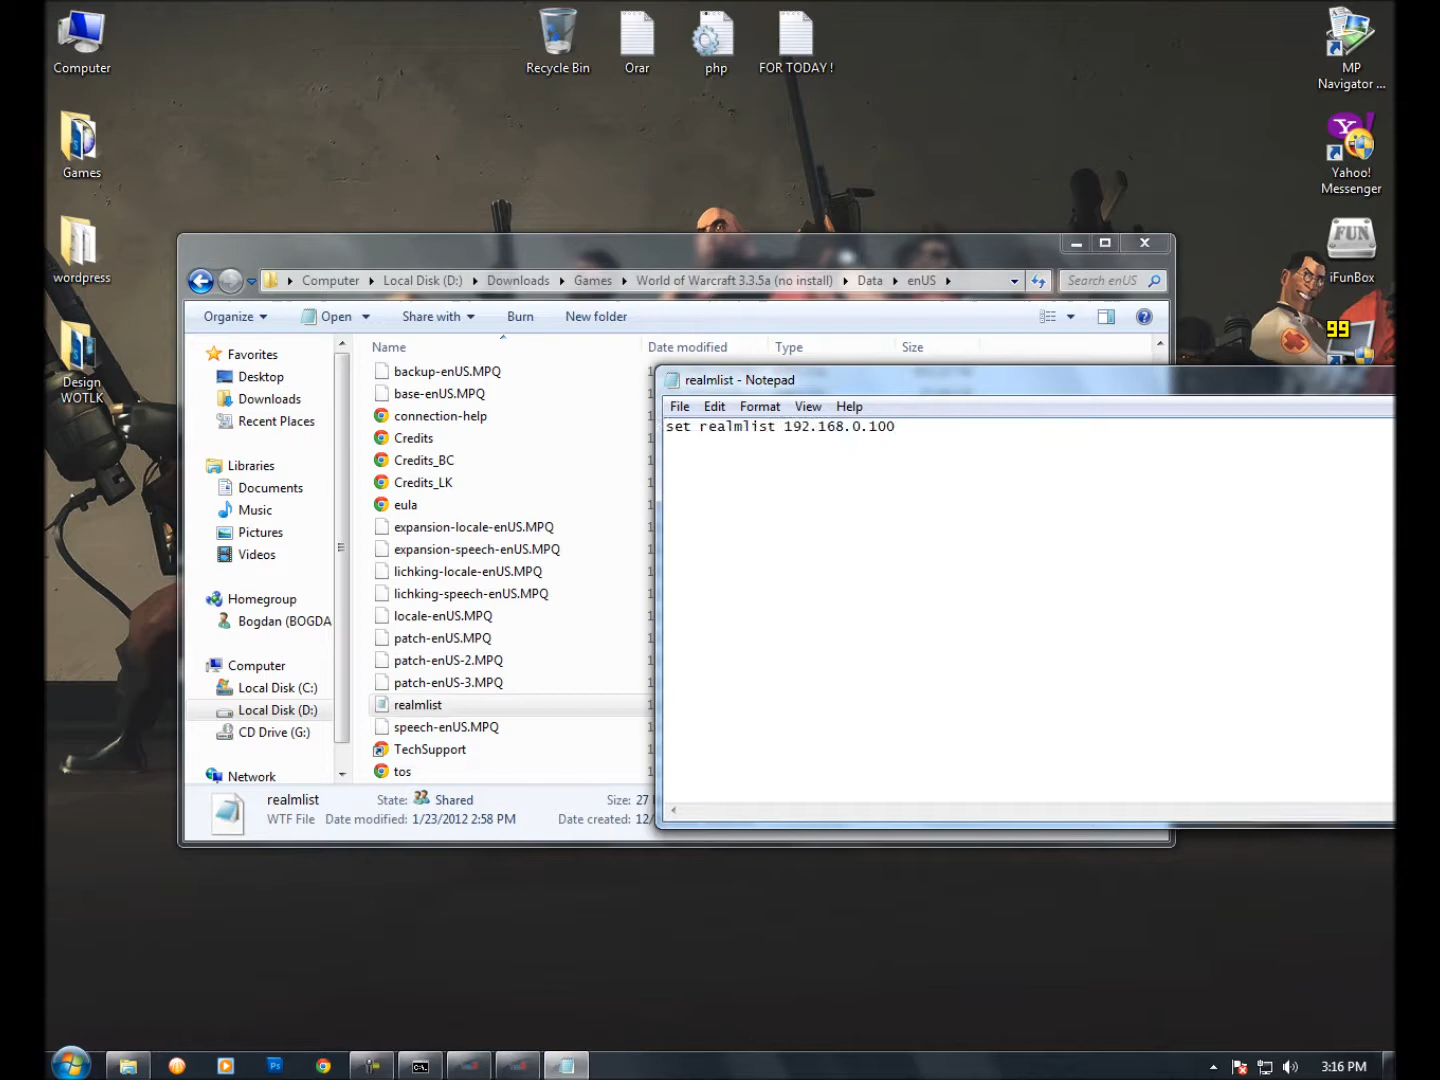 Computer
Recycle Bin
Orar
php
FOR TODAY !
MP
Navigator ...
Games
Yahoo!
Messenger
wordpress
FUN
iFunBox
99
Design
WOTLK
Computer
Local Disk (D:)
Downloads
Games
World of Warcraft 3.3.5a (no install)
Data
enUS
Search enUS
Organize
Open
Share with
Burn
New folder
Favorites
Desktop
Downloads
Recent Places
Libraries
Documents
Music
Pictures
Videos
Homegroup
Bogdan (BOGDA
Computer
Local Disk (C:)
Local Disk (D:)
CD Drive (G:)
Network
Name
Date modified
Type
Size
backup-enUS.MPQ
base-enUS.MPQ
connection-help
Credits
Credits_BC
Credits_LK
eula
expansion-locale-enUS.MPQ
expansion-speech-enUS.MPQ
lichking-locale-enUS.MPQ
lichking-speech-enUS.MPQ
locale-enUS.MPQ
patch-enUS.MPQ
patch-enUS-2.MPQ
patch-enUS-3.MPQ
realmlist
speech-enUS.MPQ
TechSupport
tos
realmlist - Notepad
File Edit Format View Help
set realmlist 192.168.0.100
realmlist State: Shared Size: 27
WTF File Date modified: 1/23/2012 2:58 PM Date created: 12/
Ps
3:16 PM